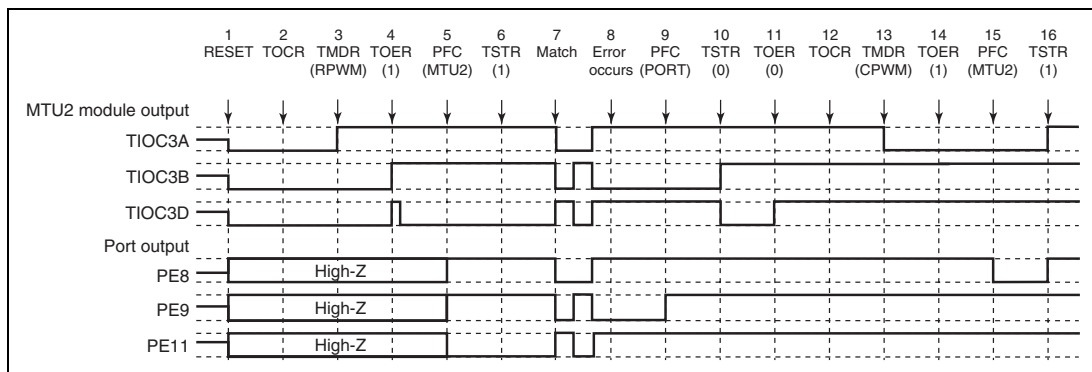 1 2 3 4 5 6 7 8 9 10 11 12 13 14 15 16
RESET TOCR TMDR TOER PFC TSTR Match Error PFC TSTR TOER TOCR TMDR TOER PFC TSTR
(RPWM) (1) (MTU2) (1) occurs (PORT) (0) (0) (CPWM) (1) (MTU2) (1)
MTU2 module output
TIOC3A
TIOC3B
TIOC3D
Port output
PE8 High-Z
PE9 High-Z
PE11 High-Z